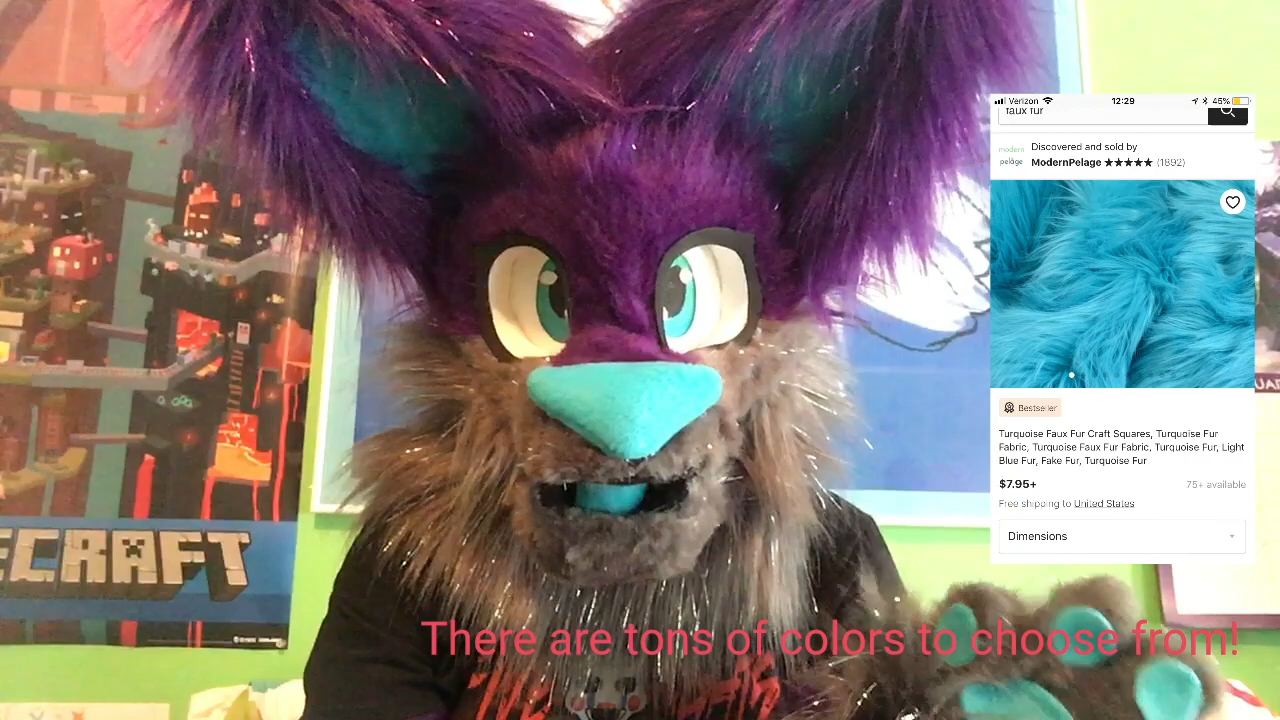 Verizon
12:29
45%
faux fur
Discovered and sold by
modern
pelage
ModernPelage ★★★★★ (1892)
Bestseller
Turquoise Faux Fur Craft Squares, Turquoise Fur
Fabric, Turquoise Faux Fur Fabric, Turquoise Fur, Light
Blue Fur, Fake Fur, Turquoise Fur
$7.95+
75+ available
Free shipping to United States
Dimensions
ECRAFT
There are tons of colors to choose from!